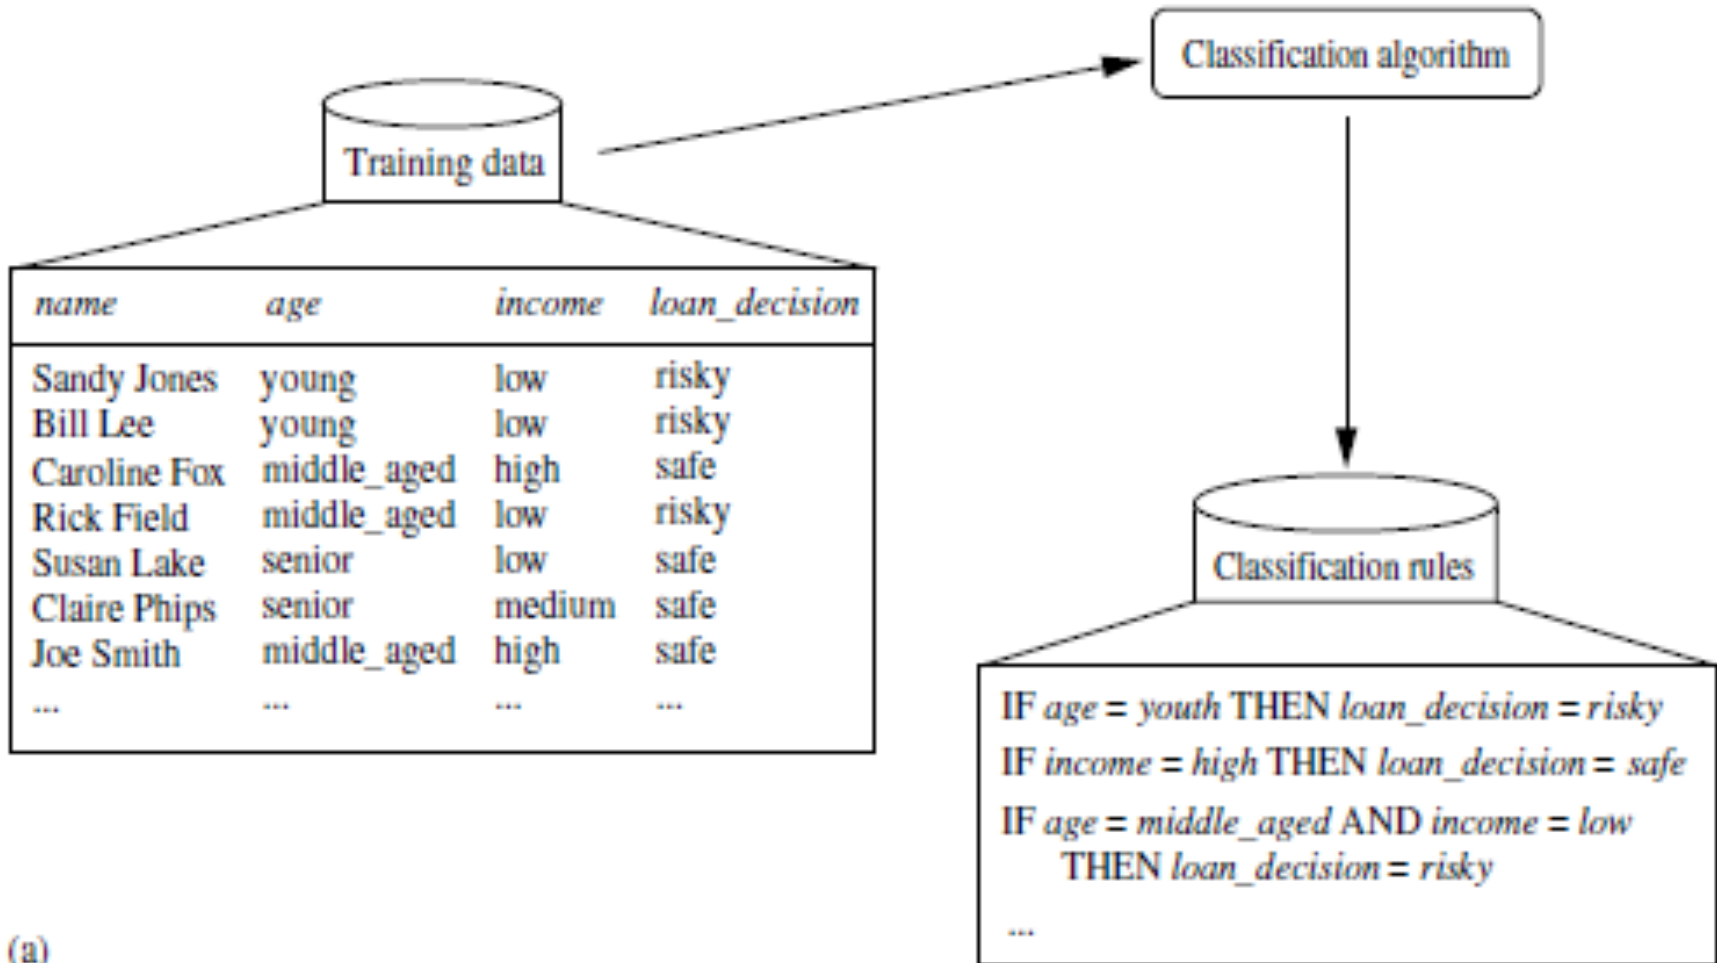 Classification algorithm
Training data
name age income loan_decision
Sandy Jones young low risky
Bill Lee young low risky
Caroline Fox middle_aged high safe
Rick Field middle_aged low risky
Susan Lake senior low safe
Claire Phips senior medium safe
Joe Smith middle_aged high safe
... ... ... ...
Classification rules
IF age = youth THEN loan_decision = risky
IF income = high THEN loan_decision = safe
IF age = middle_aged AND income = low
THEN loan_decision = risky
...
(a)